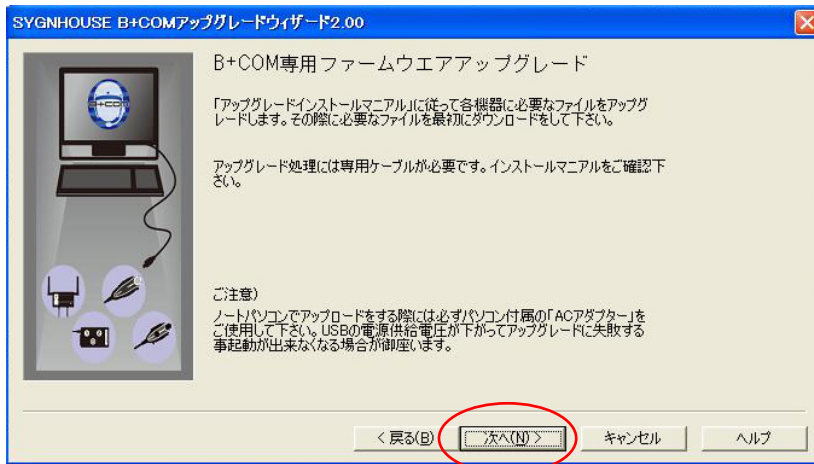 SYGNHOUSE B+COMアップグレードウィザード2.00
B+COM専用ファームウエアアップグレード
「アップグレードインストールマニアル」に従って各機器に必要なファイルをアップグ
レードします。その際に必要なファイルを最初にダウンロードをして下さい。
アップグレード処理には専用ケーブルが必要です。インストールマニアルをご確認下
さい。
ご注意)
ノートパソコンでアップロードをする際には必ずパソコン付属の「ACアダプター」を
ご使用して下さい。USBの電源供給電圧が下がってアップグレードに失敗する
事起動が出来なくなる場合が御座います。
B+COM
< 戻る(B)
次へ(N) >
キャンセル
ヘルプ